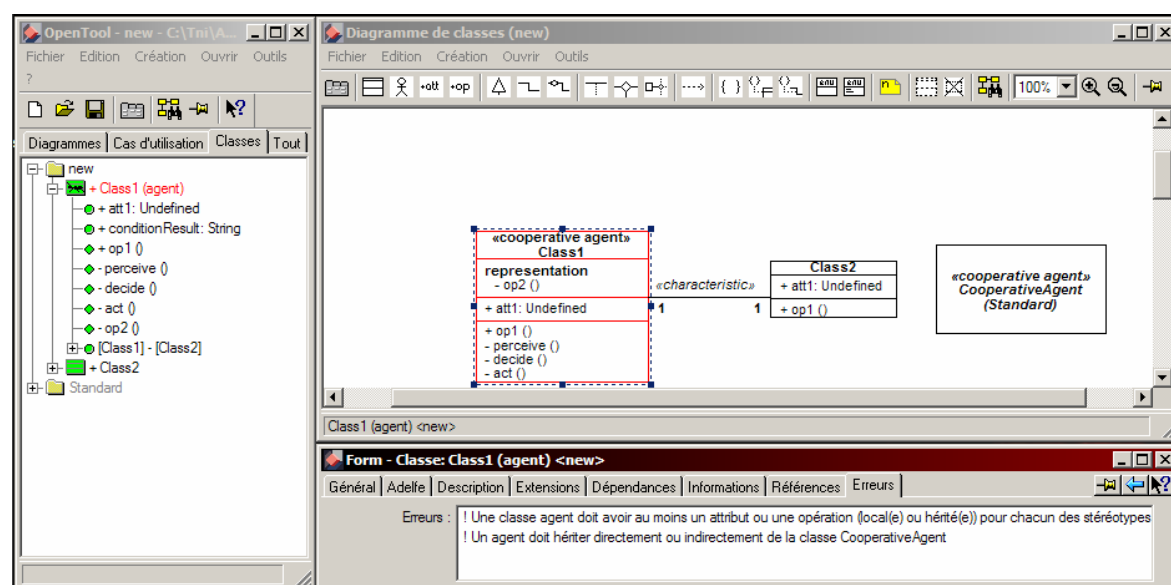 OpenTool - new - C:\Tni\A...
Fichier Edition Création Ouvrir Outils
?
Diagrammes Cas d'utilisation Classes Tout
new
+ Class1 (agent)
+ att1: Undefined
+ conditionResult: String
+ op1 ()
- perceive ()
- decide ()
- act ()
- op2 ()
[Class1] - [Class2]
+ Class2
Standard
Diagramme de classes (new)
Fichier Edition Création Ouvrir Outils
+att +op { } enu enu 100%
«cooperative agent»
Class1
representation
- op2 ()
+ att1: Undefined
+ op1 ()
- perceive ()
- decide ()
- act ()
«characteristic»
1 1
Class2
+ att1: Undefined
+ op1 ()
«cooperative agent»
CooperativeAgent
(Standard)
Class1 (agent) <new>
Form - Classe: Class1 (agent) <new>
Général Adelfe Description Extensions Dépendances Informations Références Erreurs
Erreurs : ! Une classe agent doit avoir au moins un attribut ou une opération (local(e) ou hérité(e)) pour chacun des stéréotypes
! Un agent doit hériter directement ou indirectement de la classe CooperativeAgent